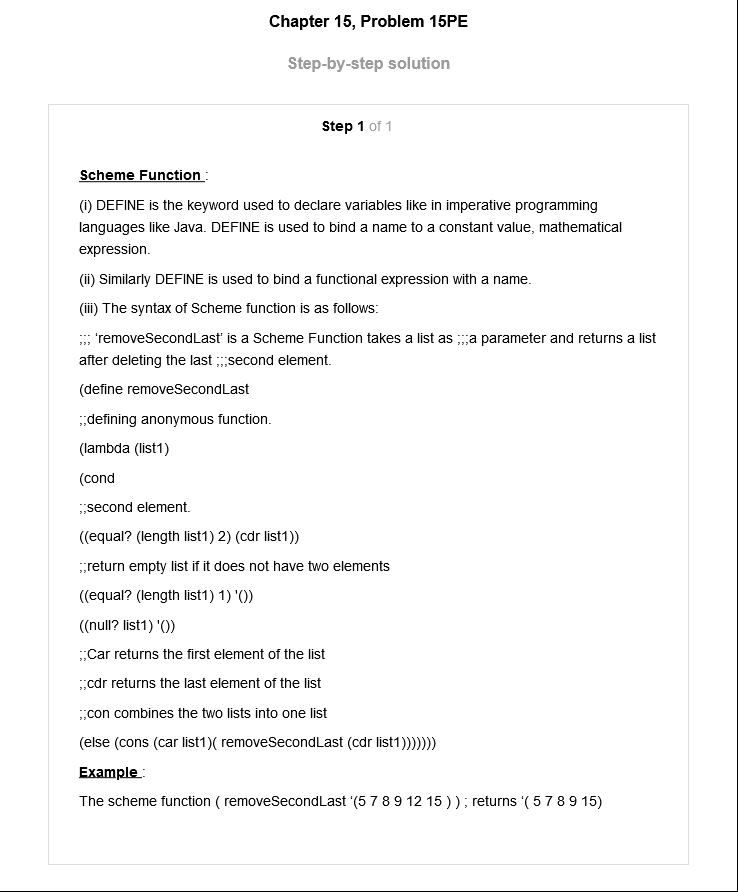 Chapter 15, Problem 15PE
Step-by-step solution
Step 1 of 1
Scheme Function :
(i) DEFINE is the keyword used to declare variables like in imperative programming
languages like Java. DEFINE is used to bind a name to a constant value, mathematical
expression.
(ii) Similarly DEFINE is used to bind a functional expression with a name.
(iii) The syntax of Scheme function is as follows:
;;; ‘removeSecondLast’ is a Scheme Function takes a list as ;;;a parameter and returns a list
after deleting the last ;;;second element.
(define removeSecondLast
;;defining anonymous function.
(lambda (list1)
(cond
;;second element.
((equal? (length list1) 2) (cdr list1))
;;return empty list if it does not have two elements
((equal? (length list1) 1) '())
((null? list1) '())
;;Car returns the first element of the list
;;cdr returns the last element of the list
;;con combines the two lists into one list
(else (cons (car list1)( removeSecondLast (cdr list1)))))))
Example :
The scheme function ( removeSecondLast ‘(5 7 8 9 12 15 ) ) ; returns ‘( 5 7 8 9 15)